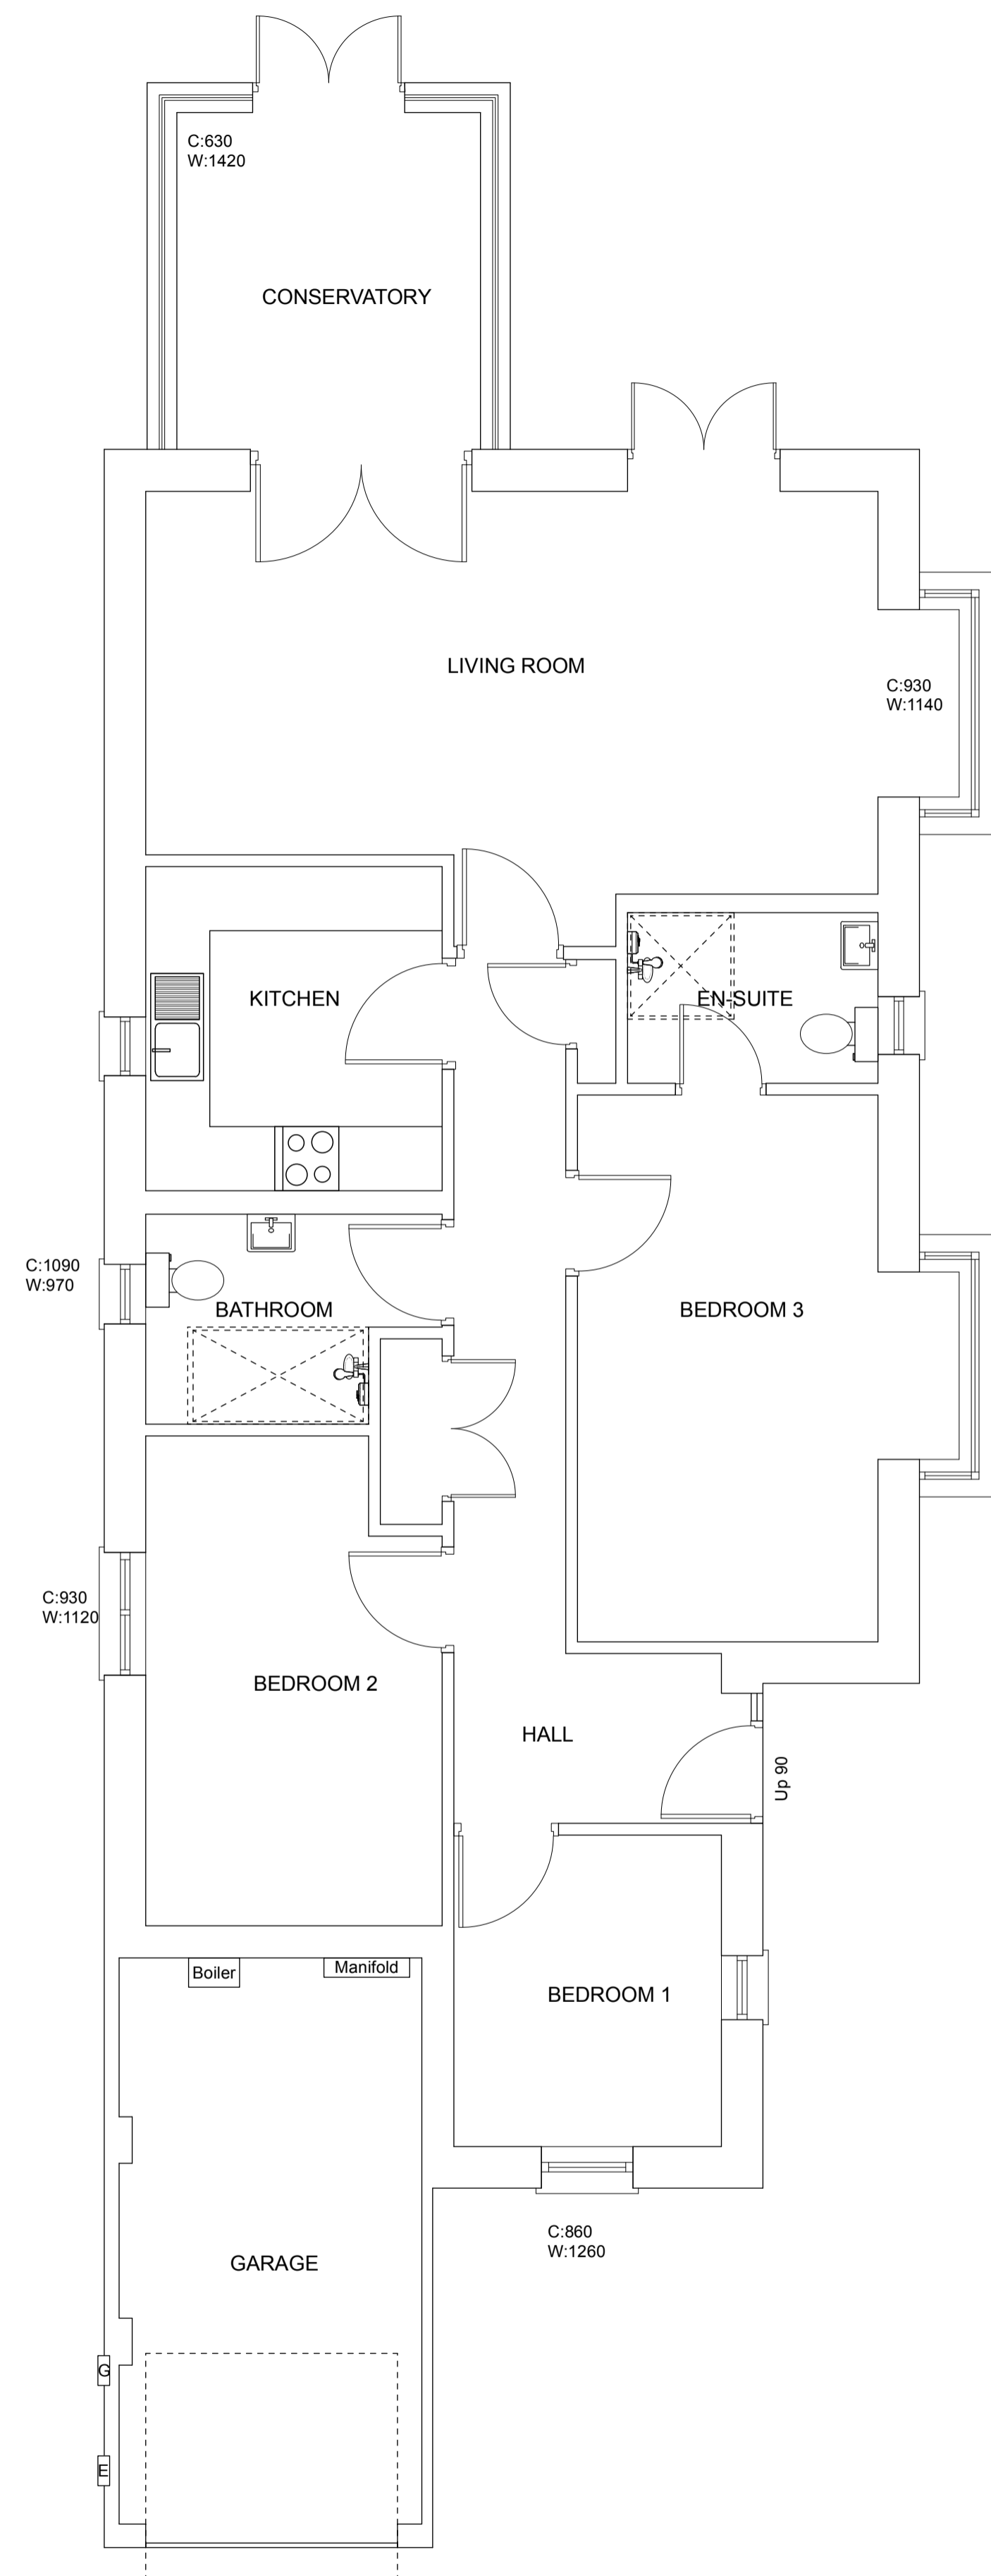 C:630
W:1420
CONSERVATORY
LIVING ROOM
C:930
W:1140
KITCHEN
EN-SUITE
C:1090
W:970
BATHROOM
BEDROOM 3
C:930
W:1120
BEDROOM 2
HALL
Up 90
Boiler
Manifold
BEDROOM 1
C:860
W:1260
GARAGE
G
E